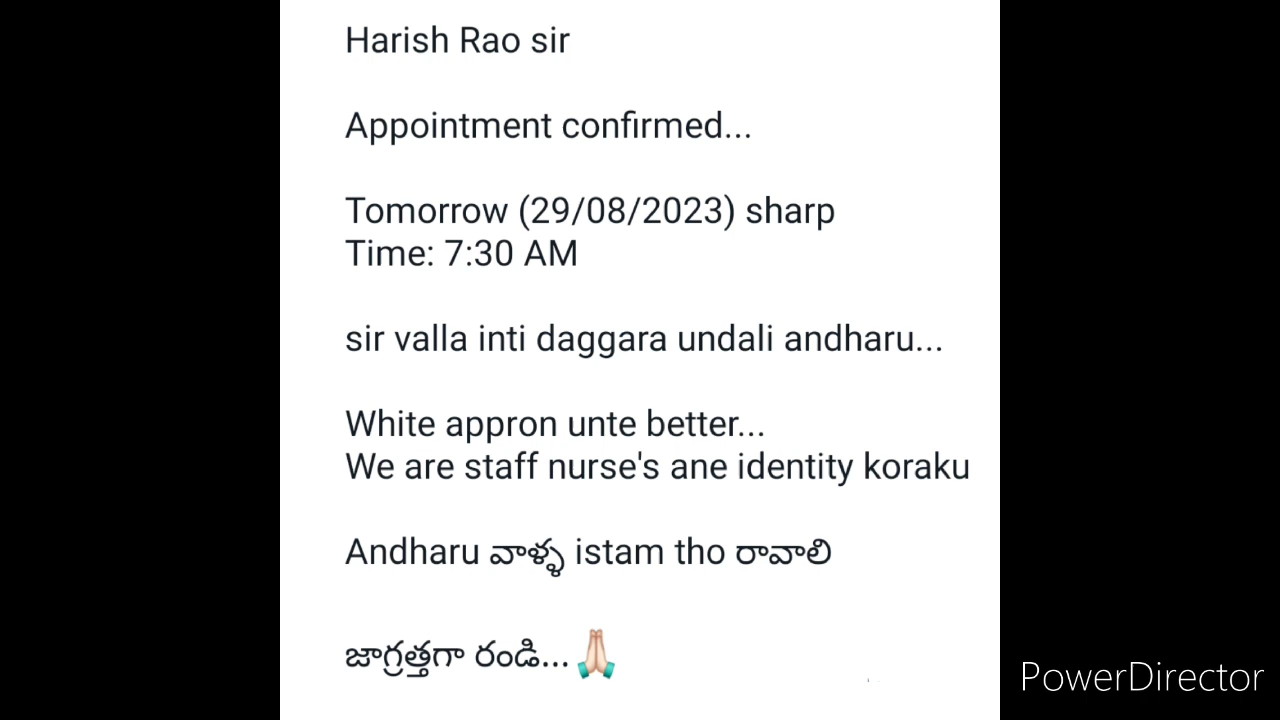 Harish Rao sir
Appointment confirmed...
Tomorrow (29/08/2023) sharp
Time: 7:30 AM
sir valla inti daggara undali andharu...
White appron unte better...
We are staff nurse's ane identity koraku
Andharu వాళ్ళ istam tho రావాలి
జాగ్రత్తగా రండి...🙏🏻
PowerDirector